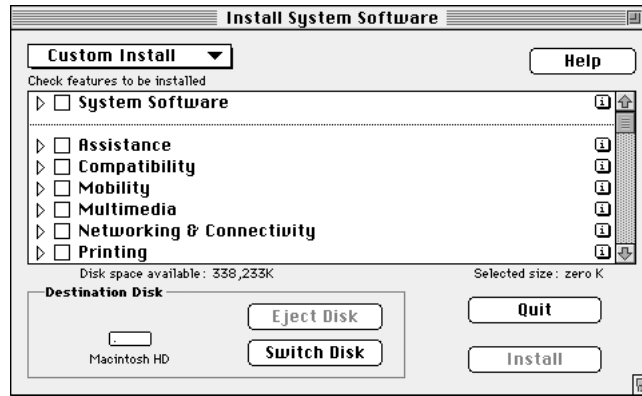 Install System Software
Custom Install
Help
Check features to be installed
System Software
Assistance
Compatibility
Mobility
Multimedia
Networking & Connectivity
Printing
Disk space available: 338,233K
Selected size: zero K
Destination Disk
Eject Disk
Quit
Macintosh HD
Switch Disk
Install